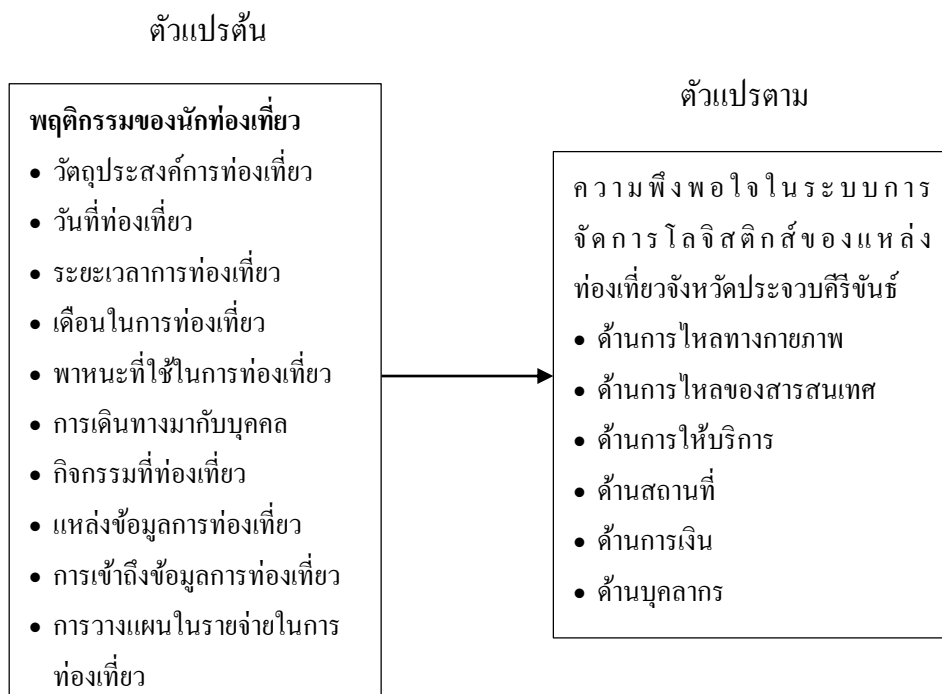 ตัวแปรต้น
พฤติกรรมของนักท่องเที่ยว
• วัตถุประสงค์การท่องเที่ยว
• วันที่ท่องเที่ยว
• ระยะเวลาการท่องเที่ยว
• เดือนในการท่องเที่ยว
• พาหนะที่ใช้ในการท่องเที่ยว
• การเดินทางมากับบุคคล
• กิจกรรมที่ท่องเที่ยว
• แหล่งข้อมูลการท่องเที่ยว
• การเข้าถึงข้อมูลการท่องเที่ยว
• การวางแผนในรายจ่ายในการ
ท่องเที่ยว
ตัวแปรตาม
ความพึงพอใจในระบบการ
จัดการโลจิสติกส์ของแหล่ง
ท่องเที่ยวจังหวัดประจวบคีรีขันธ์
• ด้านการไหลทางกายภาพ
• ด้านการไหลของสารสนเทศ
• ด้านการให้บริการ
• ด้านสถานที่
• ด้านการเงิน
• ด้านบุคลากร